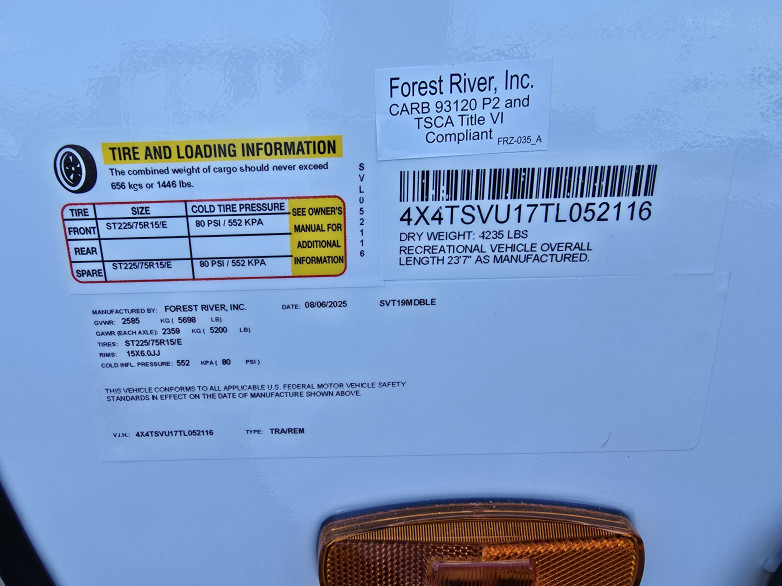 Forest River, Inc.
CARB 93120 P2 and
TSCA Title VI
Compliant
FRZ-035_A
TIRE AND LOADING INFORMATION
The combined weight of cargo should never exceed
656 kgs or 1446 lbs.
SVL052116
TIRE SIZE COLD TIRE PRESSURE SEE OWNER'S MANUAL FOR ADDITIONAL INFORMATION
FRONT ST225/75R15/E 80 PSI / 552 KPA
REAR
SPARE ST225/75R15/E 80 PSI / 552 KPA
4X4TSVU17TL052116
DRY WEIGHT: 4235 LBS
RECREATIONAL VEHICLE OVERALL
LENGTH 23'7" AS MANUFACTURED.
MANUFACTURED BY: FOREST RIVER, INC. DATE: 08/06/2025 SVT19MDBLE
GVWR: 2585 KG ( 5698 LB)
GAWR (EACH AXLE): 2359 KG ( 5200 LB)
TIRES: ST225/75R15/E
RIMS: 15X6.0JJ
COLD INFL. PRESSURE: 552 KPA ( 80 PSI )
THIS VEHICLE CONFORMS TO ALL APPLICABLE U.S. FEDERAL MOTOR VEHICLE SAFETY
STANDARDS IN EFFECT ON THE DATE OF MANUFACTURE SHOWN ABOVE.
V.I.N.: 4X4TSVU17TL052116 TYPE: TRA/REM